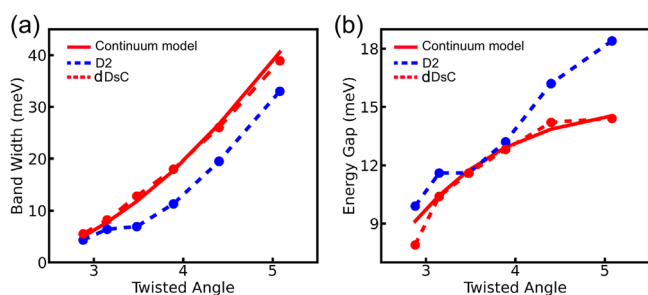 (a)
Continuum model
D2
dDsC
40
30
20
10
0
Band Width (meV)
3 4 5
Twisted Angle
(b)
Continuum model
D2
dDsC
18
15
12
9
Energy Gap (meV)
3 4 5
Twisted Angle